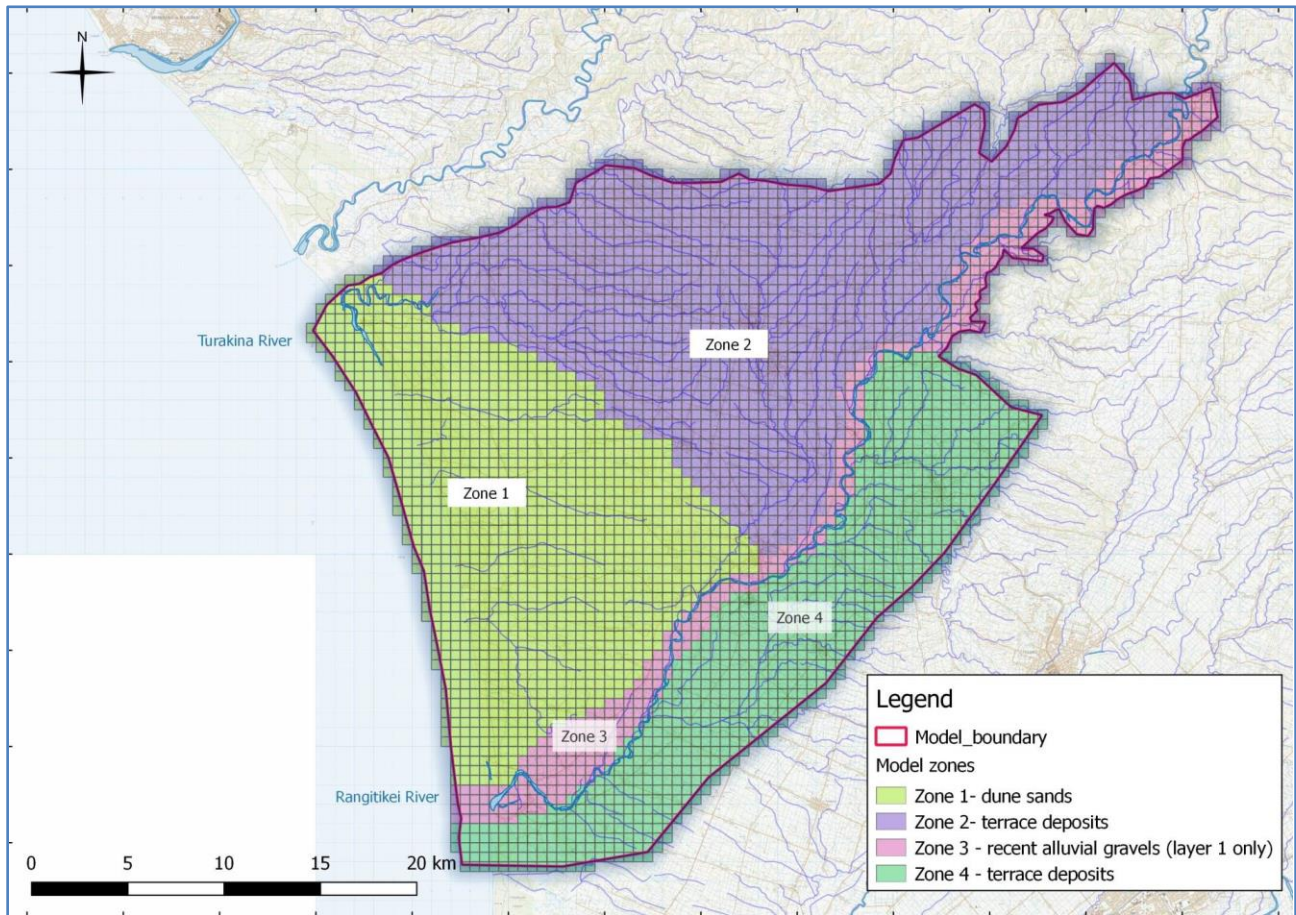 N
Turakina River
Zone 2
Zone 1
Zone 4
Zone 3
Rangitikei River
0 5 10 15 20 km
Legend
Model_boundary
Model zones
Zone 1- dune sands
Zone 2- terrace deposits
Zone 3 - recent alluvial gravels (layer 1 only)
Zone 4 - terrace deposits